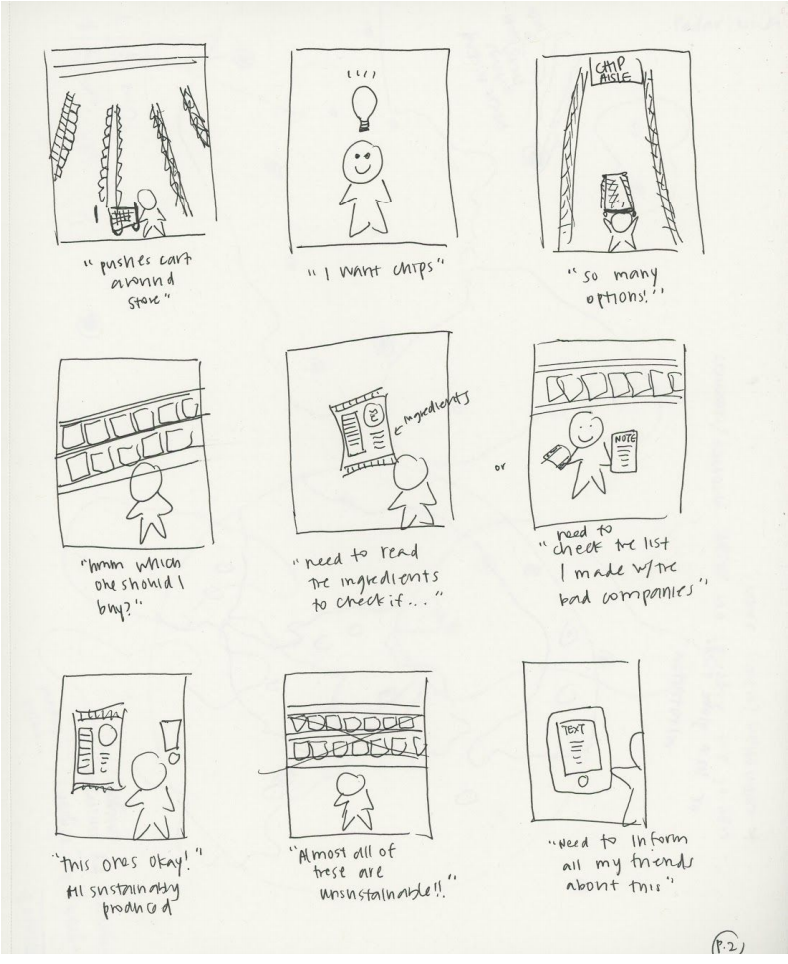 "pushes cart
around
store"
"I want chips"
CHIP
AISLE
"so many
options!"
"hmm which
one should I
buy?"
ingredients
"need to read
the ingredients
to check if..."
or
NOTE
need to
"check the list
I made w/the
bad companies"
"this ones okay!"
All sustainably
produced
"Almost all of
these are
unsustainable!!"
TEXT
"Need to inform
all my friends
about this"
P.2